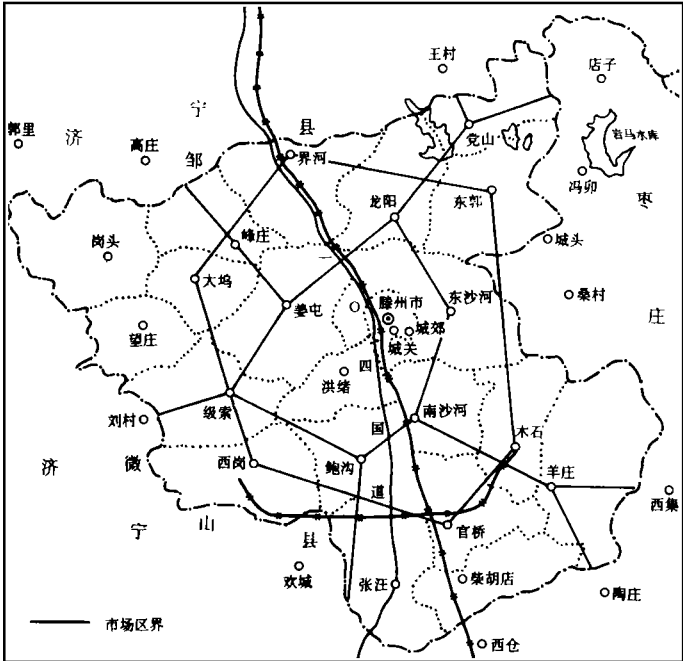 王村
店子
宁
济
县
郭里
高庄
邹
界河
党山
岩马水库
冯卯
枣
龙阳
东郭
岗头
峰庄
城头
大坞
姜屯
滕州市
东沙河
桑村
庄
望庄
城郊
城关
四
洪绪
刘村
级索
国
南沙河
木石
济
微
西岗
鲍沟
道
羊庄
西集
宁
山
县
官桥
欢城
张汪
柴胡店
陶庄
市场区界
西仓